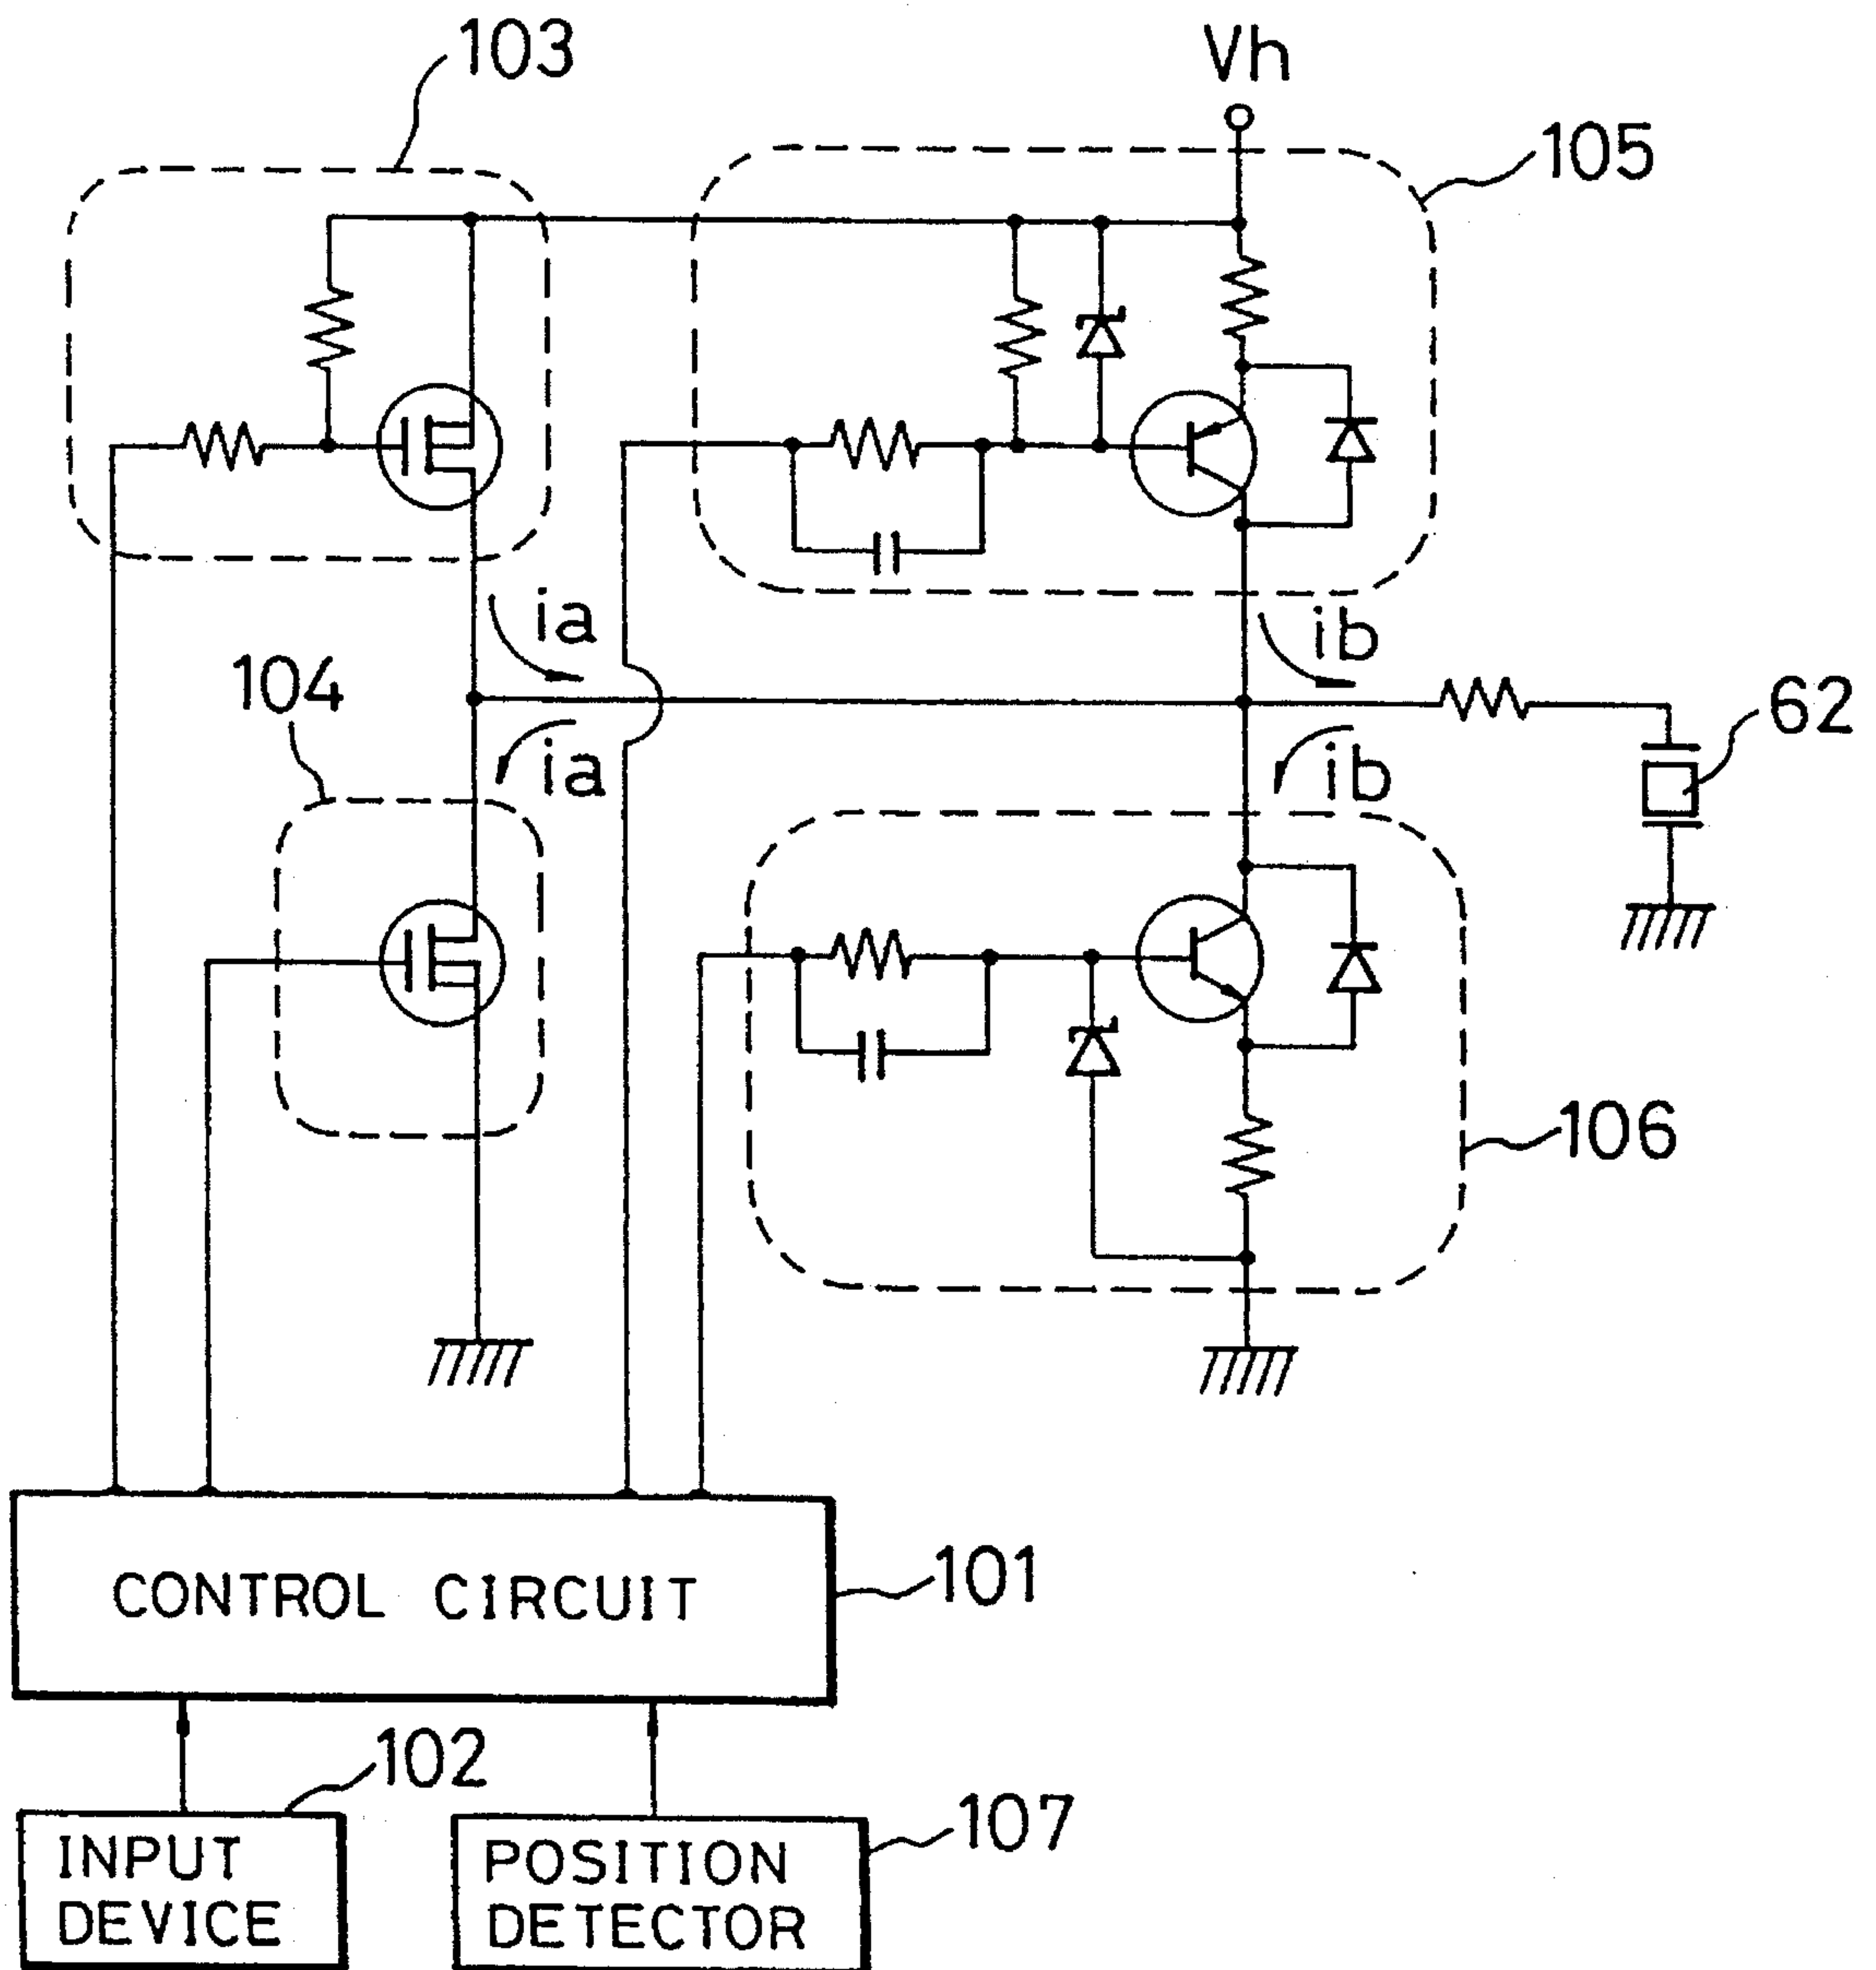 103
Vh
105
ia
ib
104
62
ia
ib
106
CONTROL CIRCUIT
101
102
107
INPUT
DEVICE
POSITION
DETECTOR